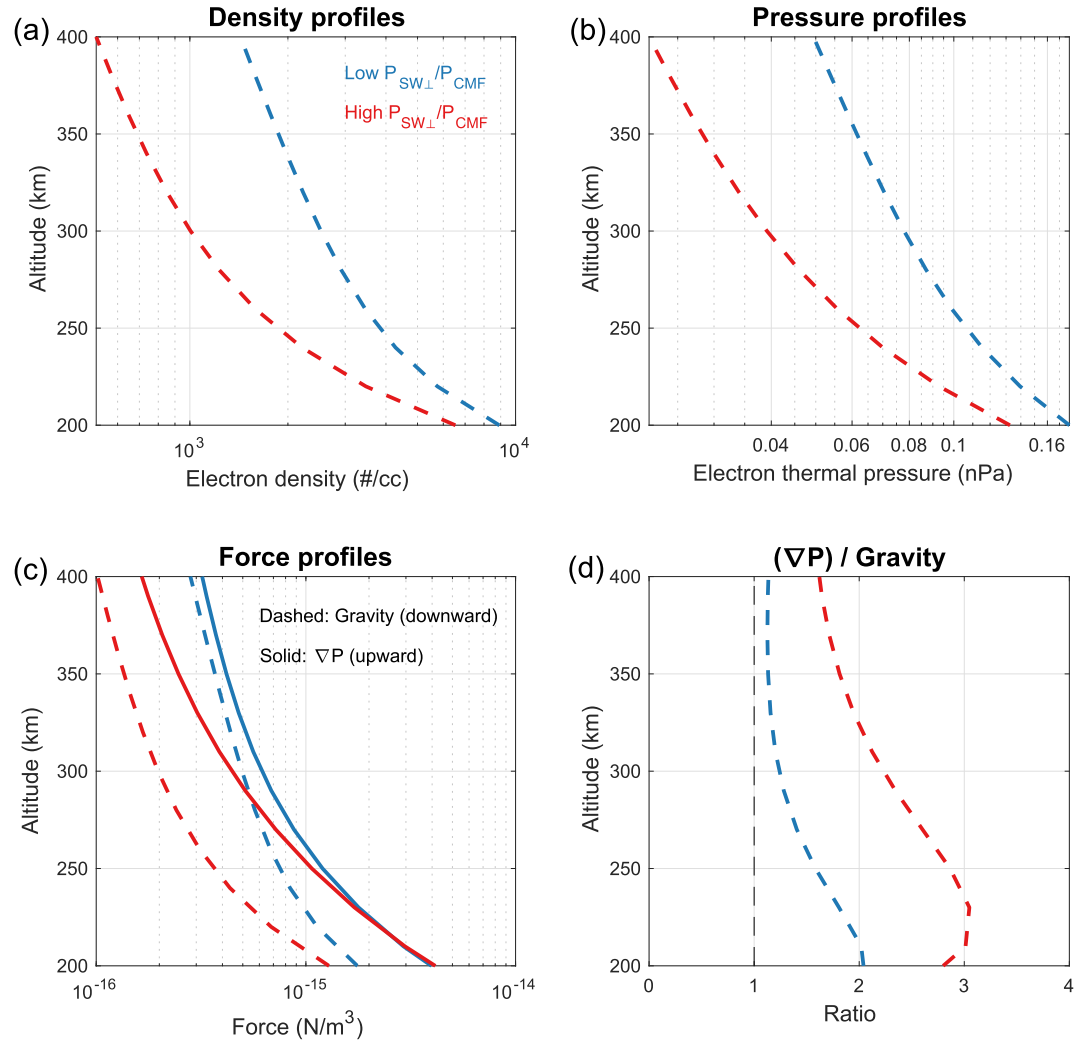 (a)
Density profiles
400
350
300
250
200
Altitude (km)
Low P_SW⊥/P_CMF
High P_SW⊥/P_CMF
10^3
10^4
Electron density (#/cc)
(b)
Pressure profiles
400
350
300
250
200
Altitude (km)
0.04 0.06 0.08 0.1 0.16
Electron thermal pressure (nPa)
(c)
Force profiles
400
350
300
250
200
Altitude (km)
Dashed: Gravity (downward)
Solid: ∇P (upward)
10^-16
10^-15
10^-14
Force (N/m^3)
(d)
(∇P) / Gravity
400
350
300
250
200
Altitude (km)
0 1 2 3 4
Ratio